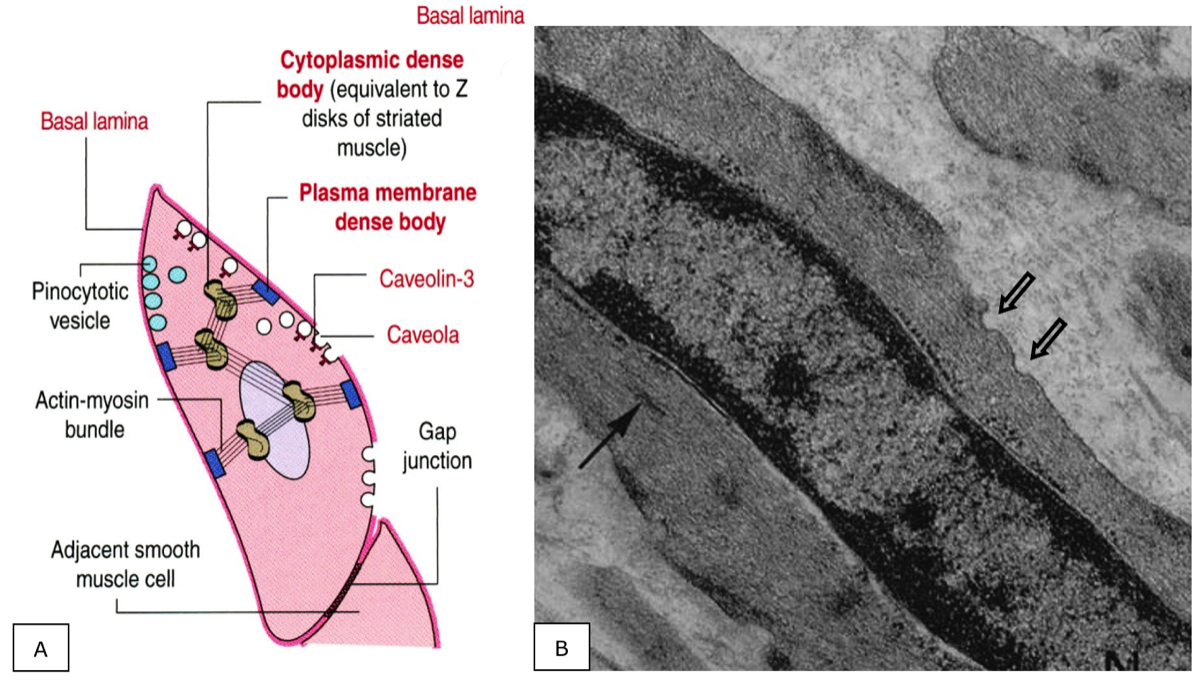 Basal lamina
Cytoplasmic dense
body (equivalent to Z
disks of striated
muscle)
Basal lamina
Plasma membrane
dense body
Pinocytotic
vesicle
Caveolin-3
Caveola
Actin-myosin
bundle
Gap
junction
Adjacent smooth
muscle cell
A
B
N